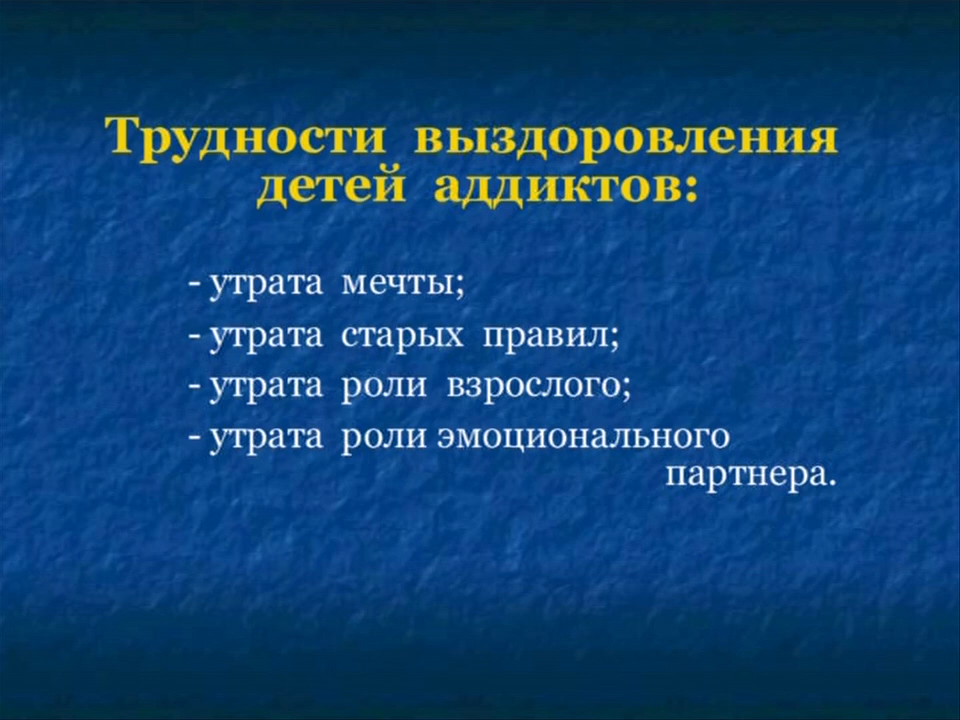 Трудности выздоровления
детей аддиктов:
- утрата мечты;
- утрата старых правил;
- утрата роли взрослого;
- утрата роли эмоционального
партнера.